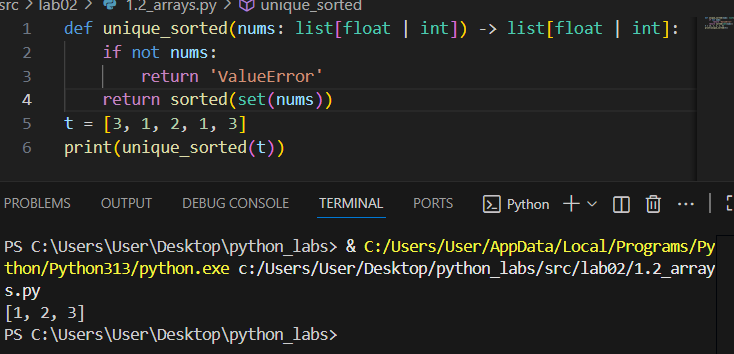 src > lab02 > 1.2_arrays.py > unique_sorted
1 def unique_sorted(nums: list[float | int]) -> list[float | int]:
2     if not nums:
3         return 'ValueError'
4     return sorted(set(nums))
5 t = [3, 1, 2, 1, 3]
6 print(unique_sorted(t))
PROBLEMS OUTPUT DEBUG CONSOLE TERMINAL PORTS Python
PS C:\Users\User\Desktop\python_labs> & C:/Users/User/AppData/Local/Programs/Py
thon/Python313/python.exe c:/Users/User/Desktop/python_labs/src/lab02/1.2_array
s.py
[1, 2, 3]
PS C:\Users\User\Desktop\python_labs>